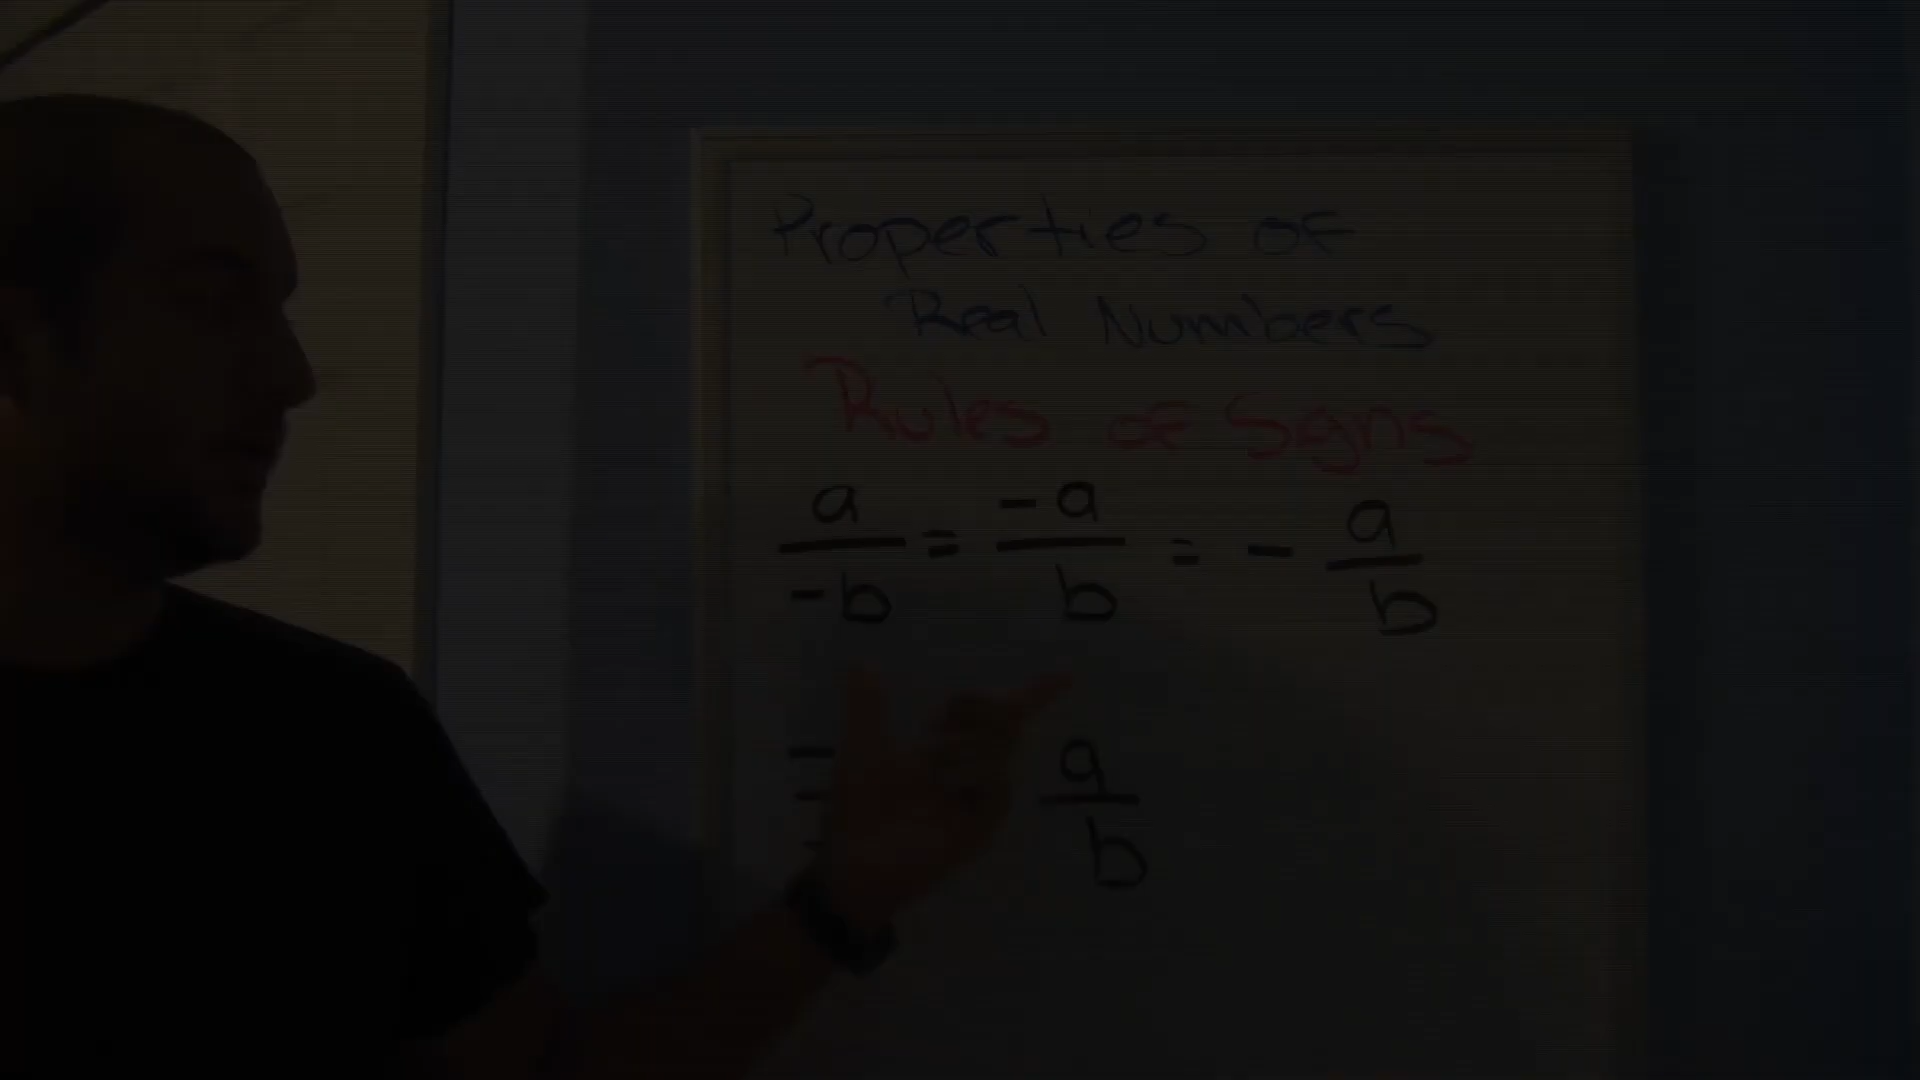 Properties of
Real Numbers
Rules of Signs
a/-b = -a/b = - a/b
a/b